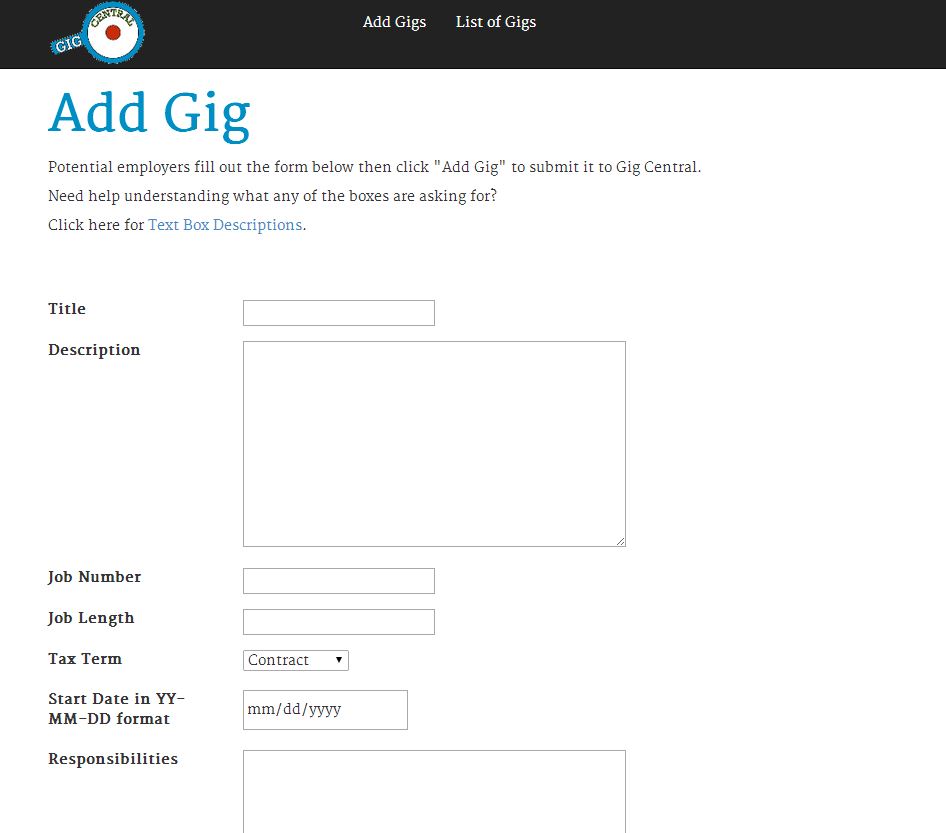 GIG CENTRAL
Add Gigs List of Gigs
Add Gig
Potential employers fill out the form below then click "Add Gig" to submit it to Gig Central.
Need help understanding what any of the boxes are asking for?
Click here for Text Box Descriptions.
Title
Description
Job Number
Job Length
Tax Term Contract
Start Date in YY-
MM-DD format
mm/dd/yyyy
Responsibilities